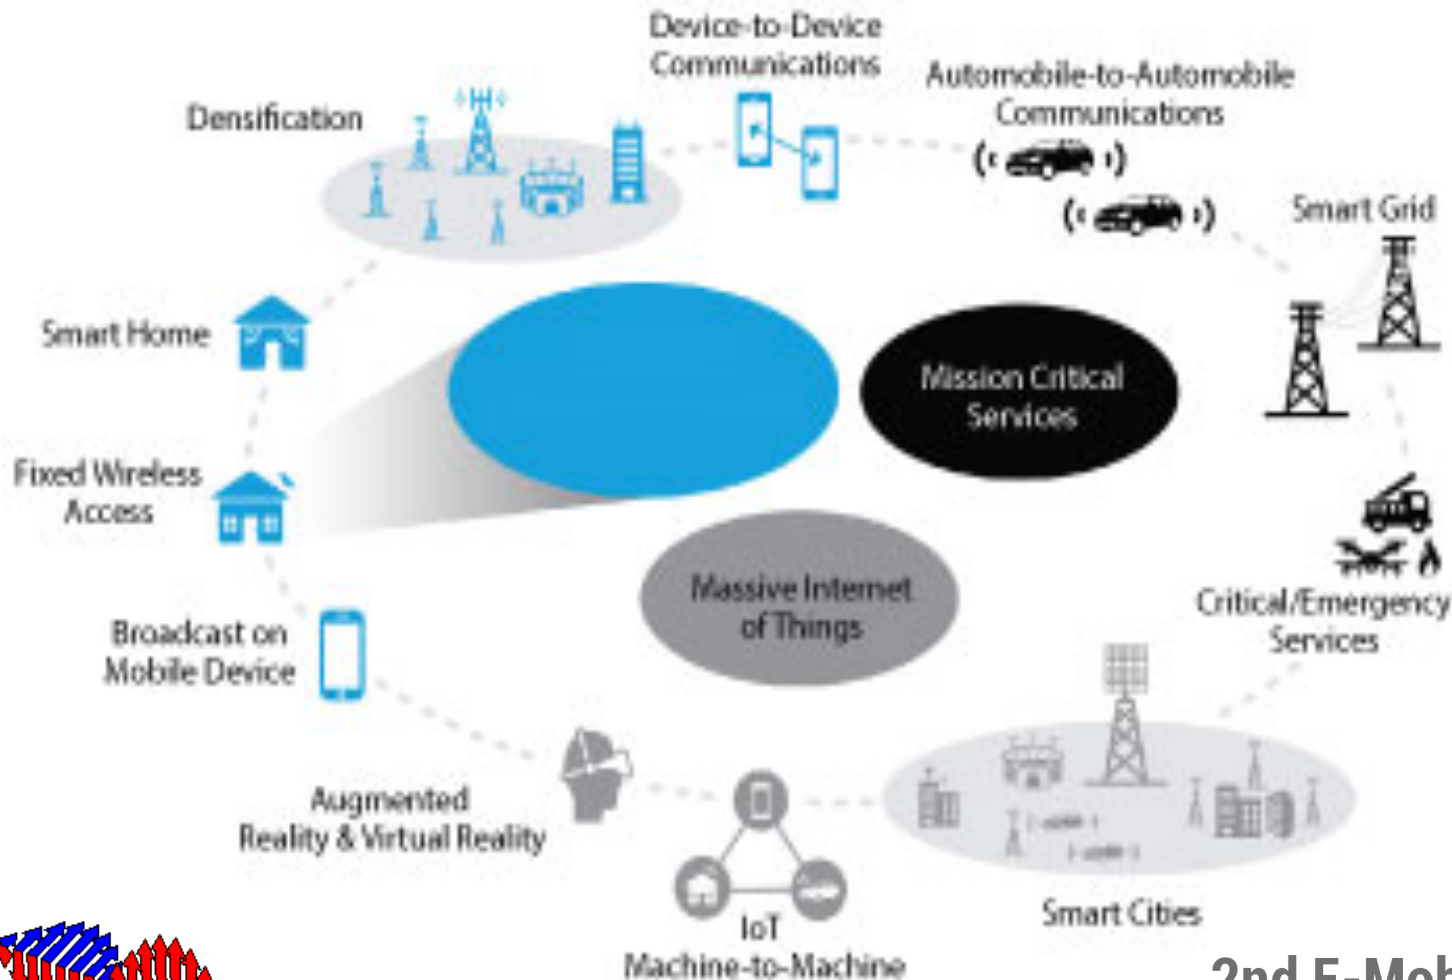 Device-to-Device
Communications
Automobile-to-Automobile
Communications
Densification
Smart Grid
Smart Home
Mission Critical
Services
Fixed Wireless
Access
Massive Internet
of Things
Critical/Emergency
Services
Broadcast on
Mobile Device
Augmented
Reality & Virtual Reality
Smart Cities
IoT
Machine-to-Machine
2nd E-Mob